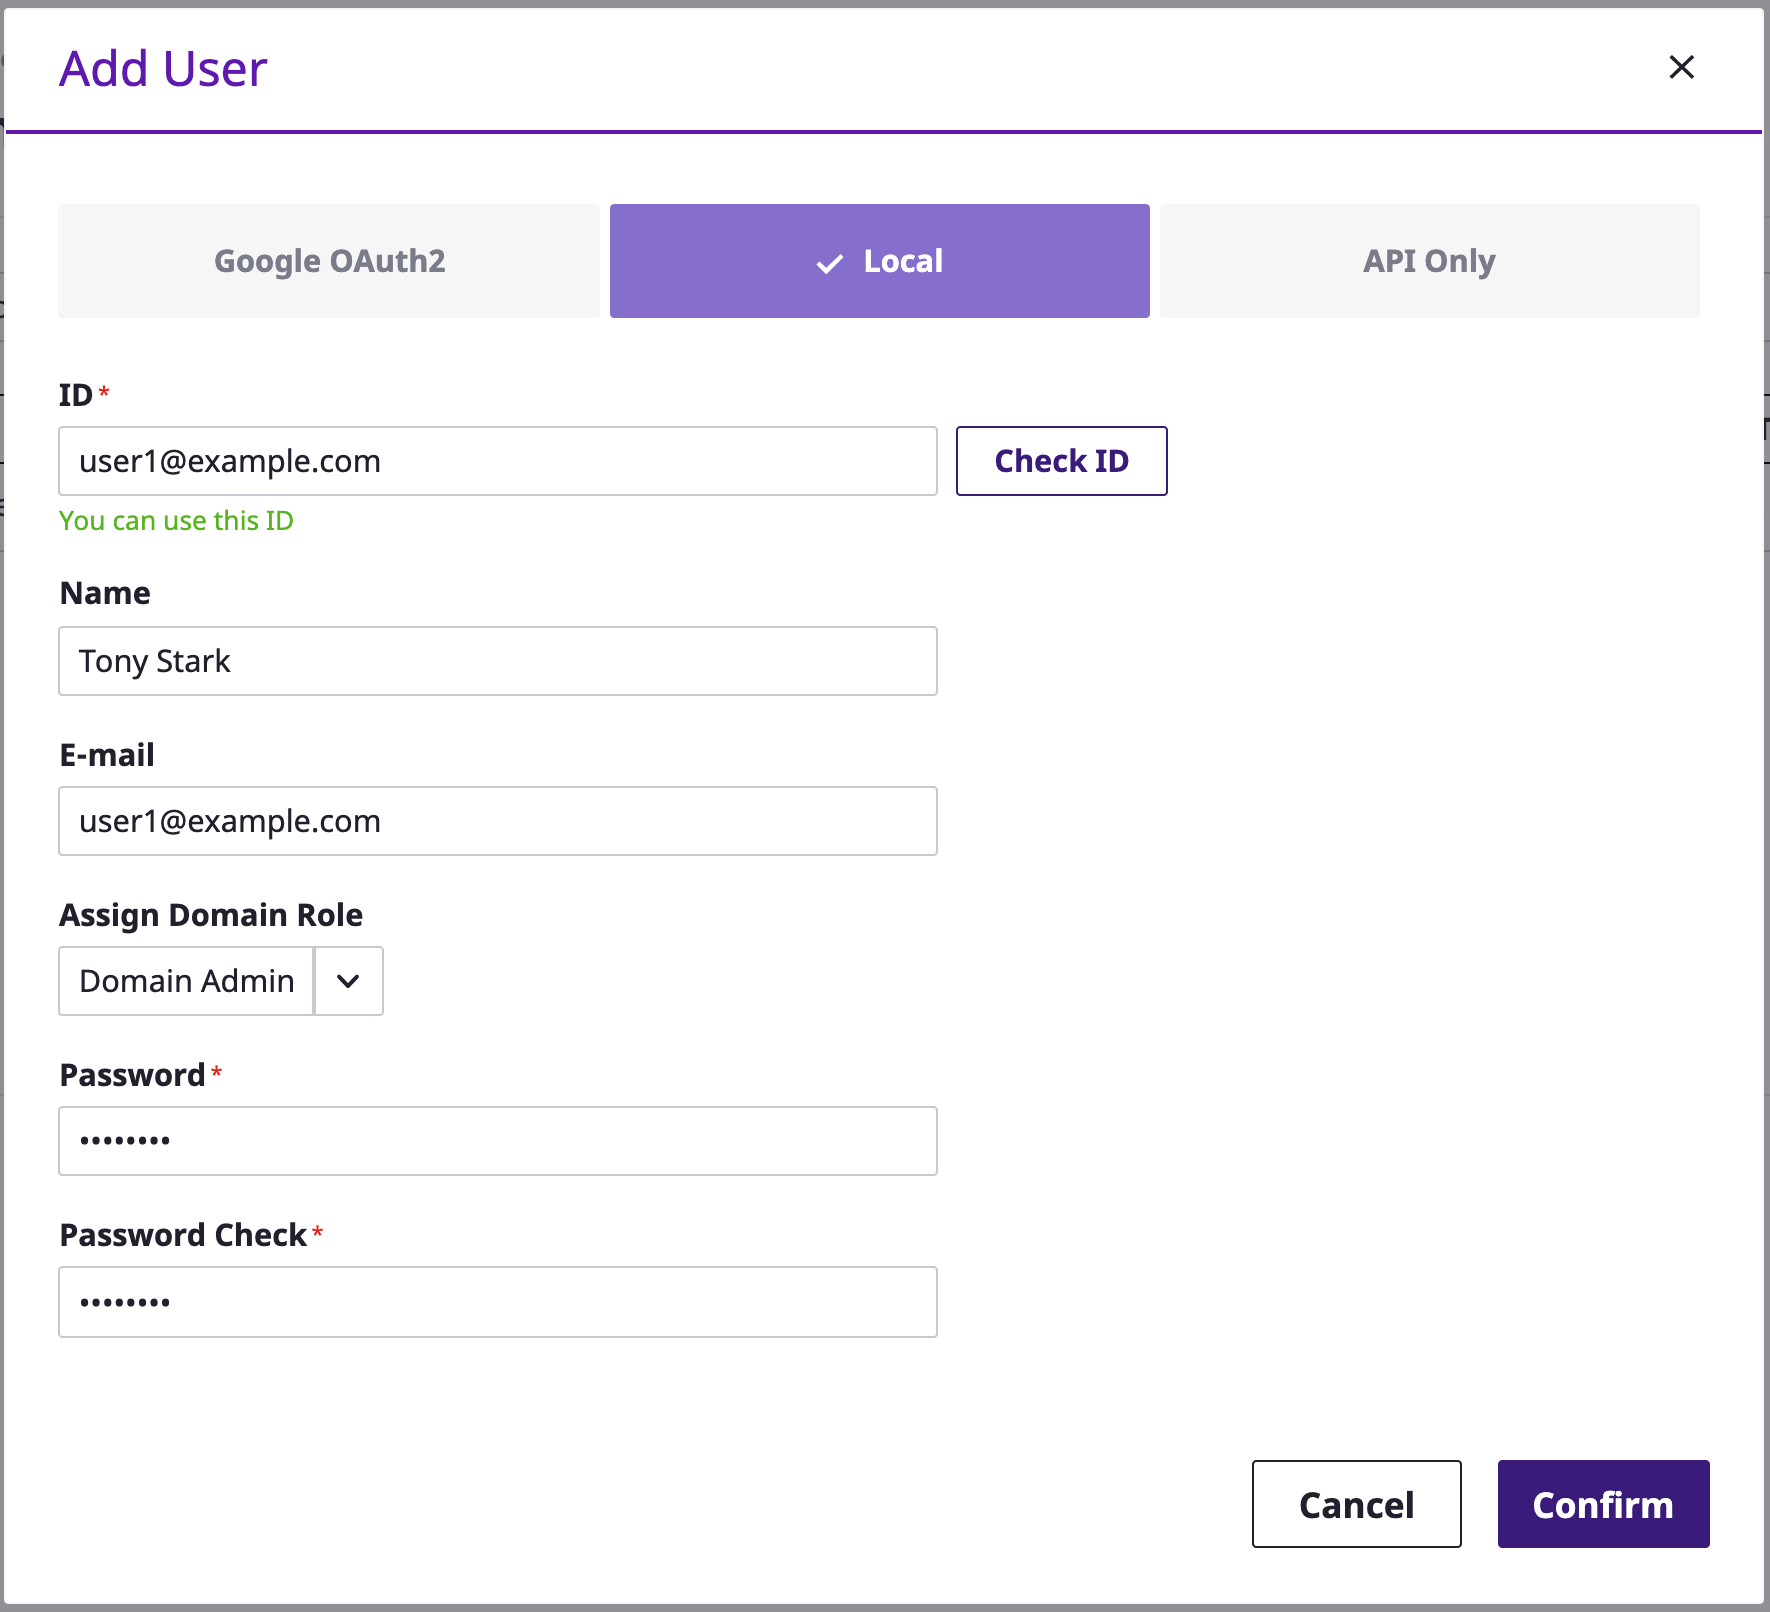 Add User
Google OAuth2
Local
API Only
ID *
user1@example.com
Check ID
You can use this ID
Name
Tony Stark
E-mail
user1@example.com
Assign Domain Role
Domain Admin
Password *
••••••••
Password Check *
••••••••
Cancel
Confirm